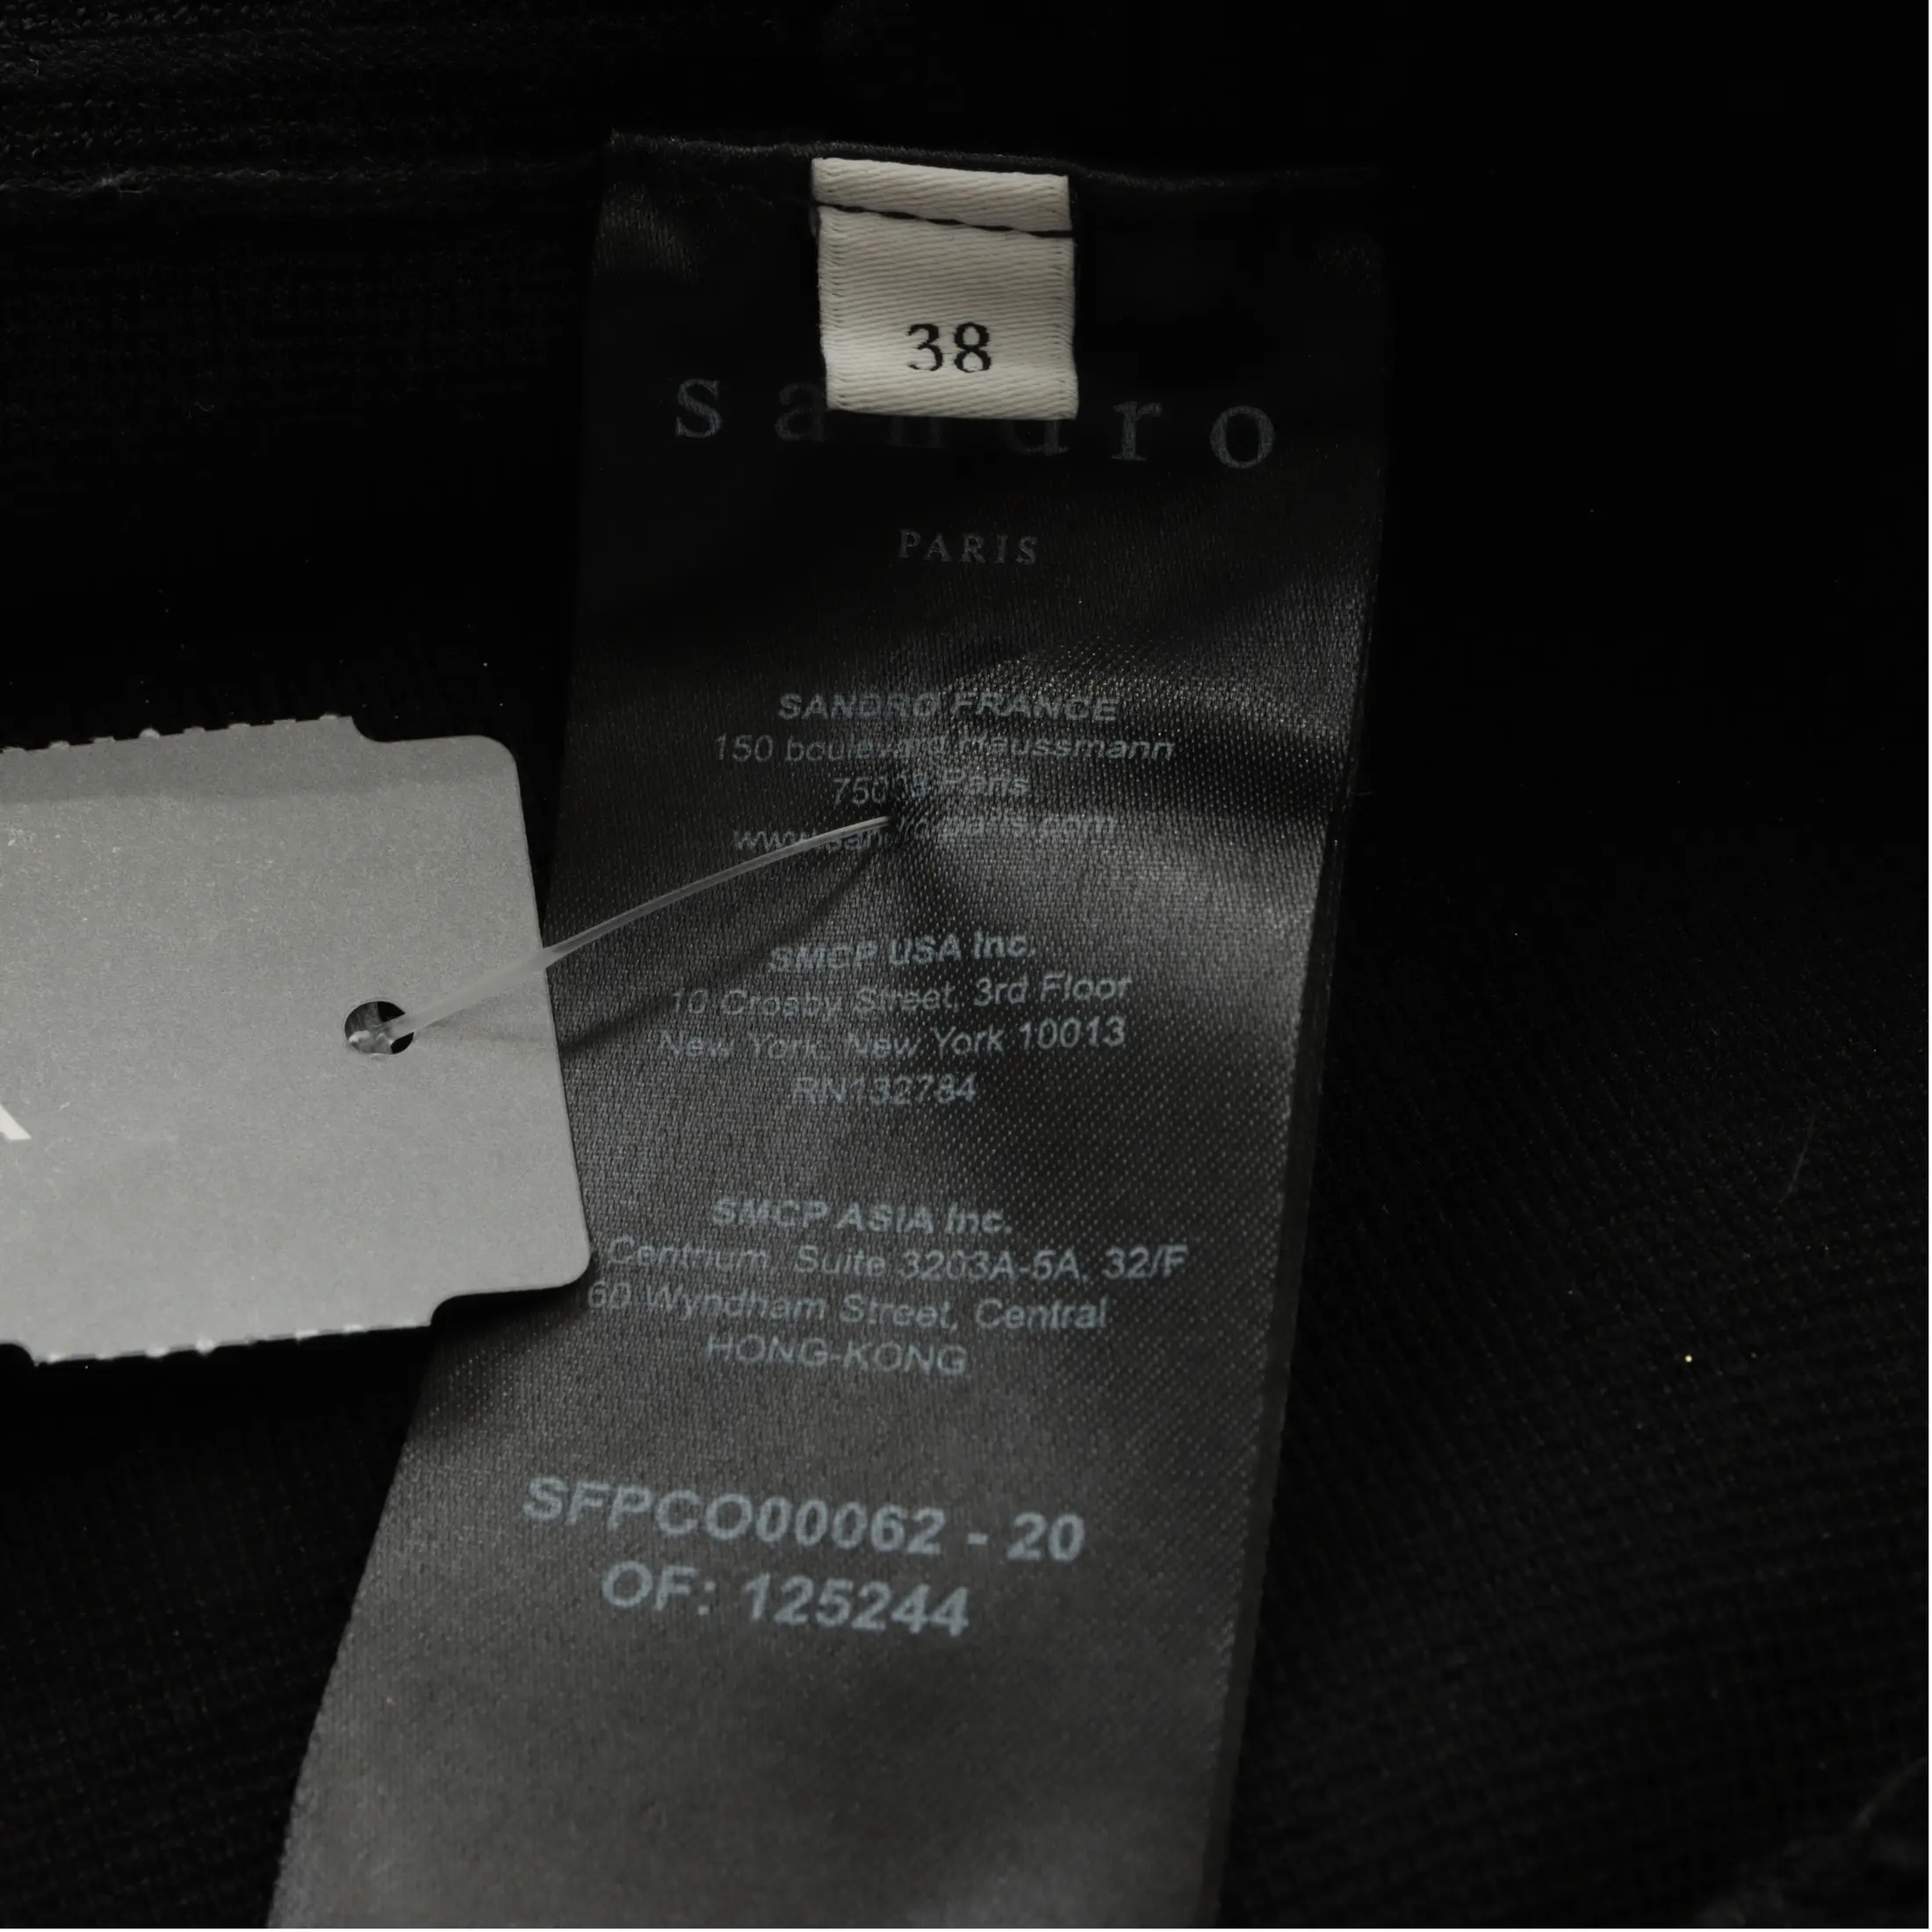 38
sandro
PARIS
SANDRO FRANCE
150 boulevard Haussmann
Paris
SMCP USA Inc.
10 Crosby Street, 3rd Floor
New York, New York 10013
RN132784
SMCP ASIA Inc.
Centrium, Suite 3203A-5A, 32/F
60 Wyndham Street, Central
HONG-KONG
SFPCO00062 - 20
OF: 125244